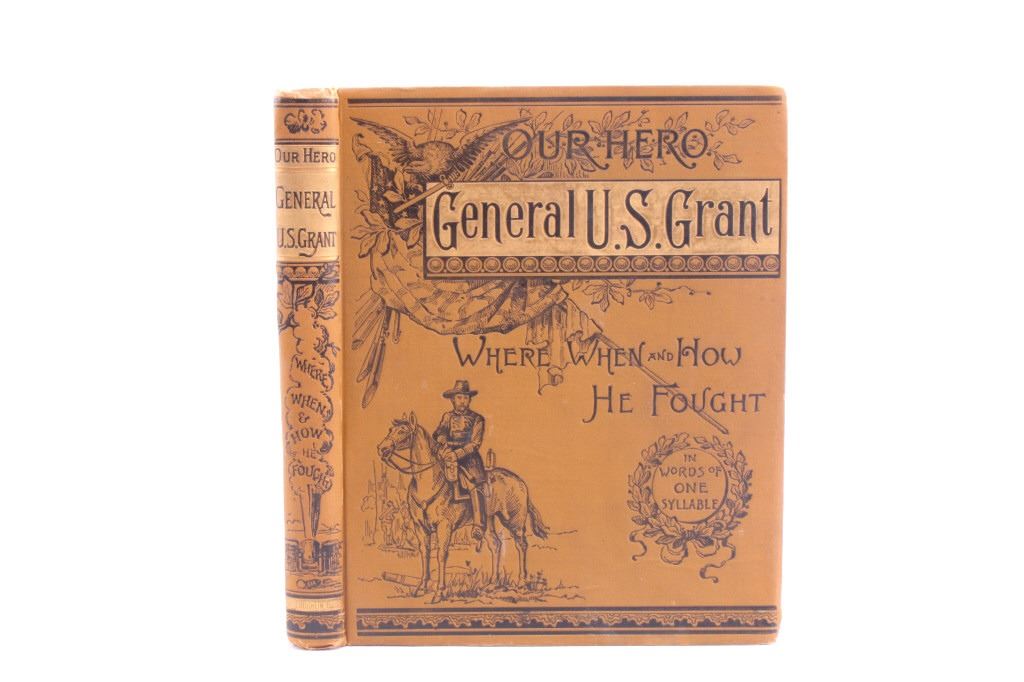 OUR HERO
GENERAL
U.S. GRANT
WHERE
WHEN
&
HOW
HE
FOUGHT
OUR HERO
General U.S. Grant
WHERE WHEN AND HOW
HE FOUGHT
IN
WORDS OF
ONE
SYLLABLE